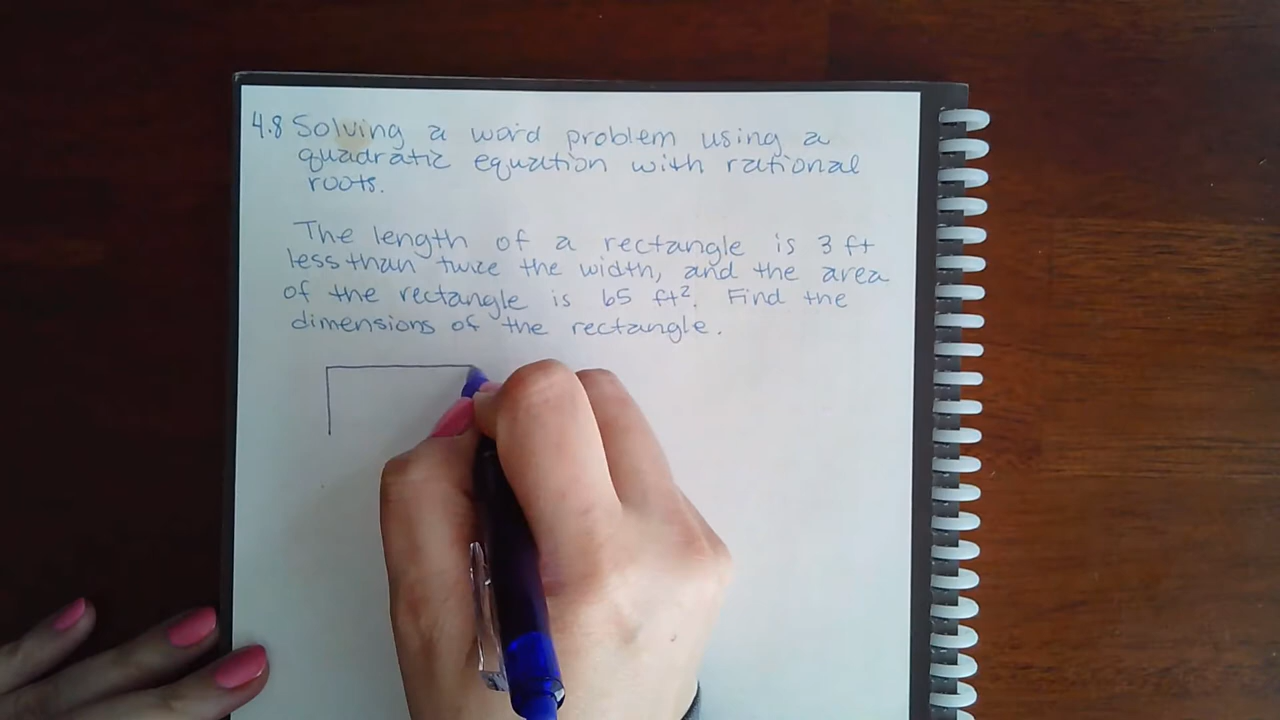 4.8 Solving a word problem using a
quadratic equation with rational
roots.
The length of a rectangle is 3 ft
less than twice the width, and the area
of the rectangle is 65 ft². Find the
dimensions of the rectangle.